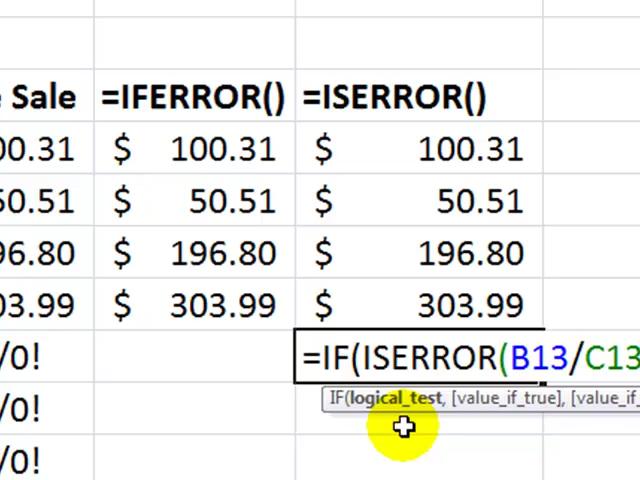 Sale =IFERROR() =ISERROR()
00.31 $ 100.31 $ 100.31
50.51 $ 50.51 $ 50.51
96.80 $ 196.80 $ 196.80
03.99 $ 303.99 $ 303.99
/0! =IF(ISERROR(B13/C13
IF(logical_test, [value_if_true], [value_if_
/0!
/0!